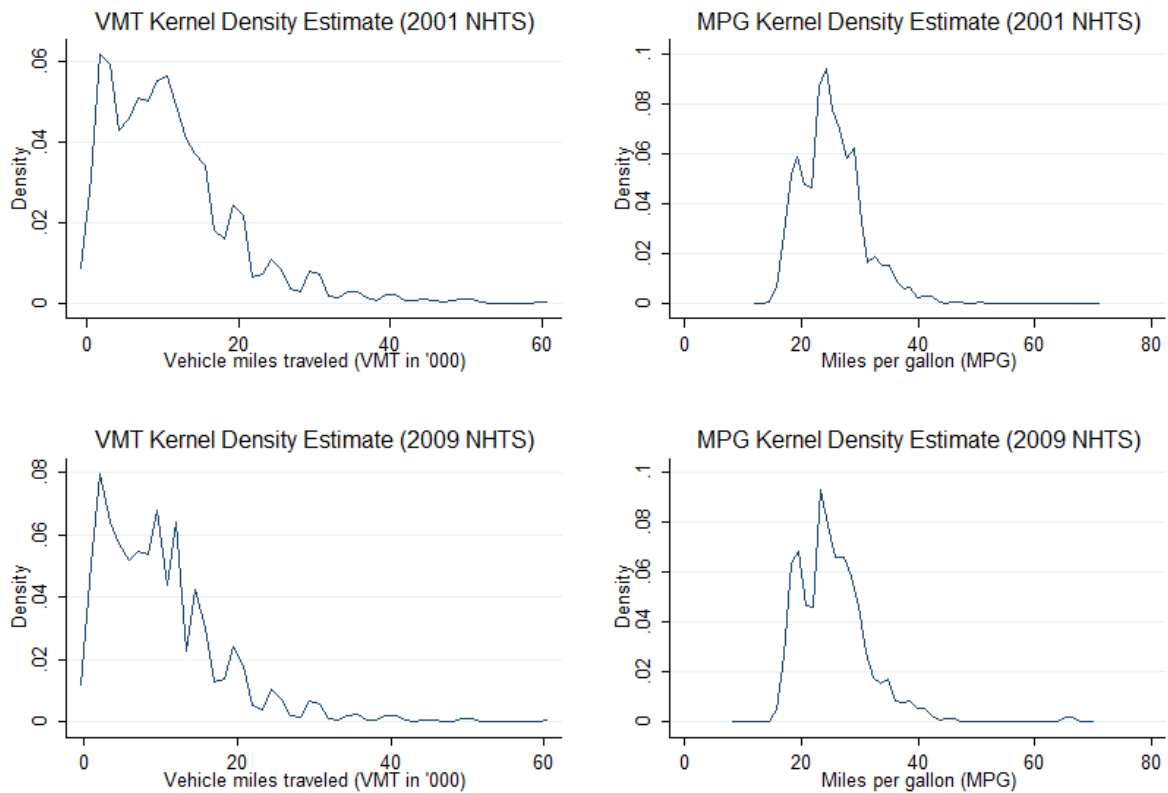 VMT Kernel Density Estimate (2001 NHTS)
Density
0 .02 .04 .06
0 20 40 60
Vehicle miles traveled (VMT in '000)
MPG Kernel Density Estimate (2001 NHTS)
Density
0 .02 .04 .06 .08 .1
0 20 40 60 80
Miles per gallon (MPG)
VMT Kernel Density Estimate (2009 NHTS)
Density
0 .02 .04 .06 .08
0 20 40 60
Vehicle miles traveled (VMT in '000)
MPG Kernel Density Estimate (2009 NHTS)
Density
0 .02 .04 .06 .08 .1
0 20 40 60 80
Miles per gallon (MPG)